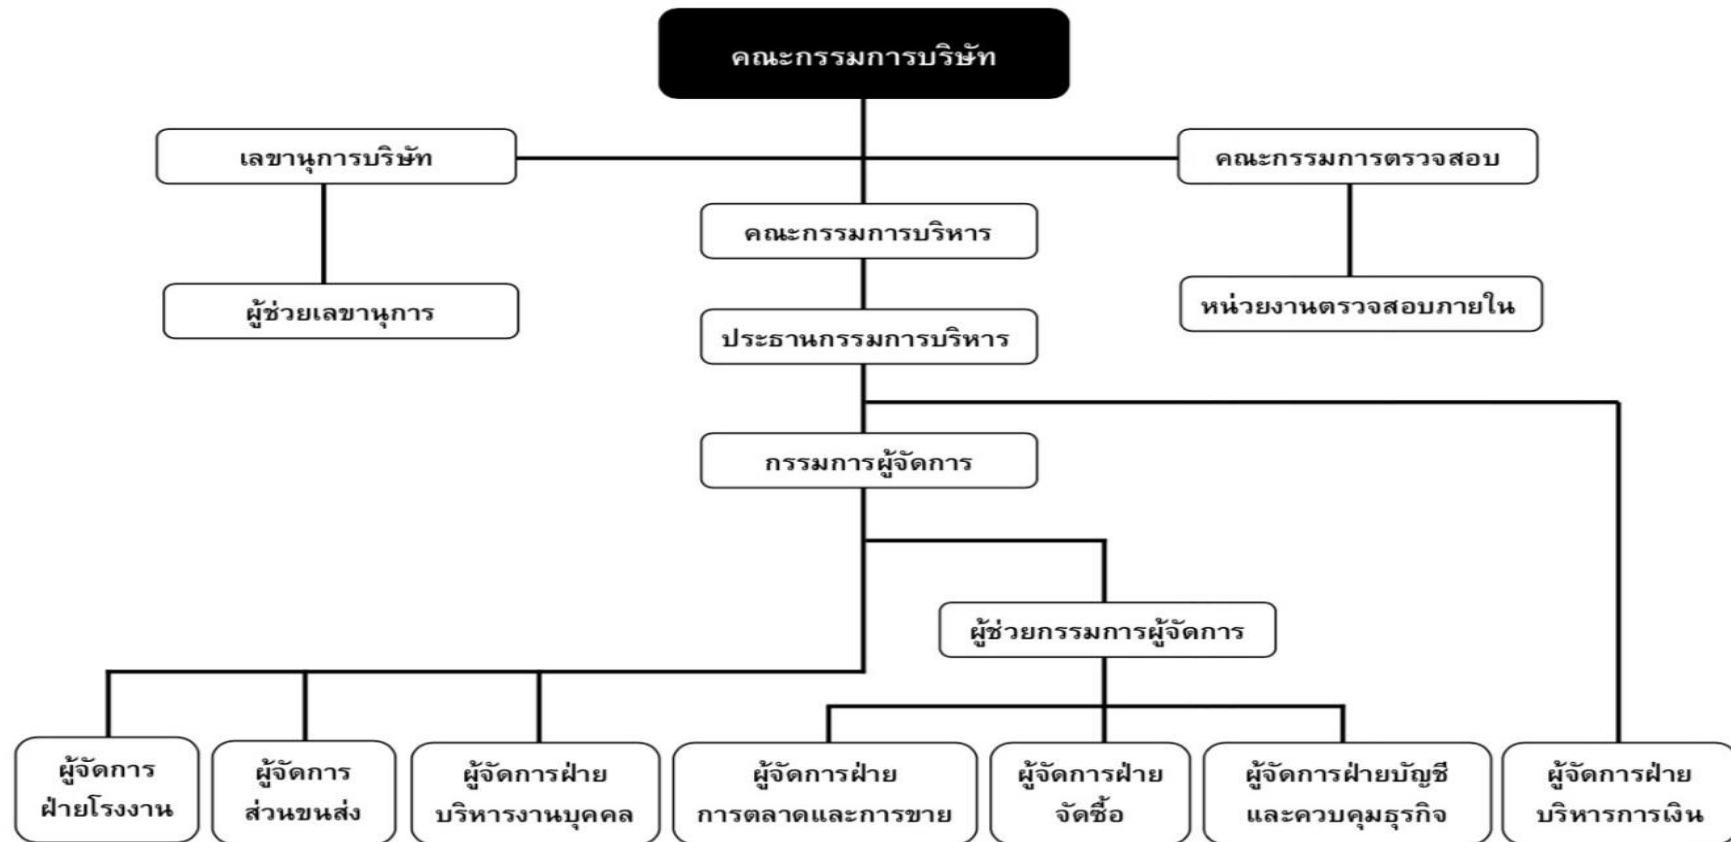 คณะกรรมการบริษัท
เลขานุการบริษัท
คณะกรรมการตรวจสอบ
คณะกรรมการบริหาร
ผู้ช่วยเลขานุการ
หน่วยงานตรวจสอบภายใน
ประธานกรรมการบริหาร
กรรมการผู้จัดการ
ผู้ช่วยกรรมการผู้จัดการ
ผู้จัดการ
ฝ่ายโรงงาน
ผู้จัดการ
ส่วนขนส่ง
ผู้จัดการฝ่าย
บริหารงานบุคคล
ผู้จัดการฝ่าย
การตลาดและการขาย
ผู้จัดการฝ่าย
จัดซื้อ
ผู้จัดการฝ่ายบัญชี
และควบคุมธุรกิจ
ผู้จัดการฝ่าย
บริหารการเงิน